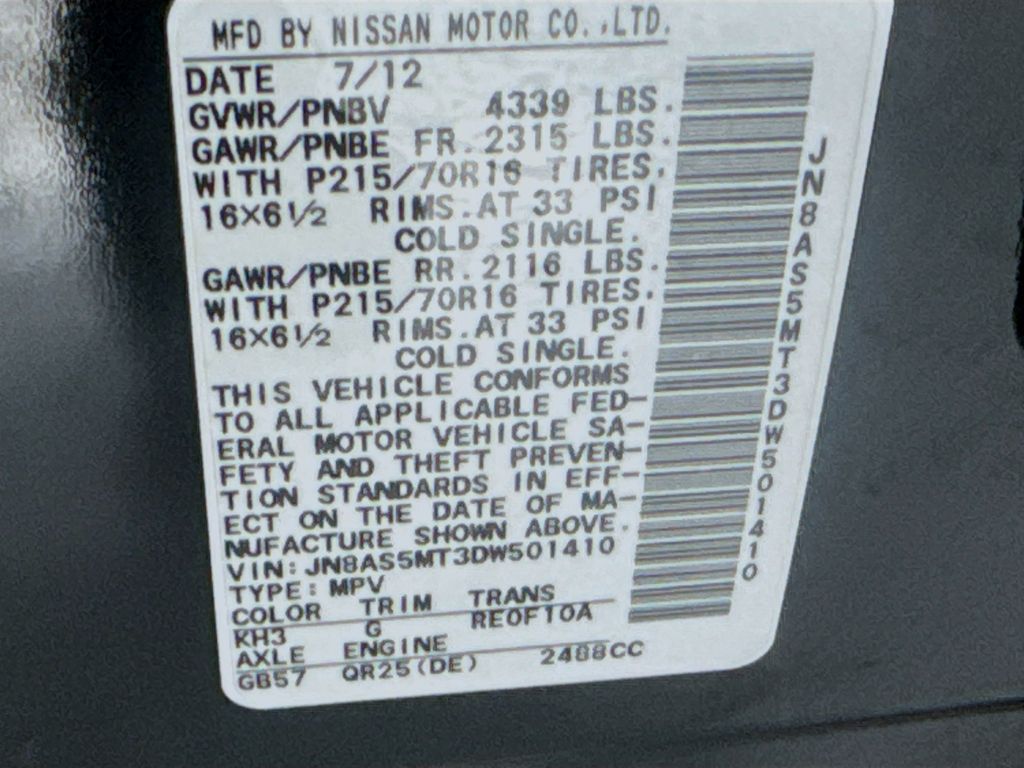 MFD BY NISSAN MOTOR CO.,LTD.
DATE 7/12
GVWR/PNBV 4339 LBS.
GAWR/PNBE FR. 2315 LBS.
WITH P215/70R16 TIRES.
16×6½ RIMS.AT 33 PSI
COLD SINGLE.
GAWR/PNBE RR. 2116 LBS.
WITH P215/70R16 TIRES.
16×6½ RIMS.AT 33 PSI
COLD SINGLE.
THIS VEHICLE CONFORMS
TO ALL APPLICABLE FED-
ERAL MOTOR VEHICLE SA-
FETY AND THEFT PREVEN-
TION STANDARDS IN EFF-
ECT ON THE DATE OF MA-
NUFACTURE SHOWN ABOVE.
VIN: JN8AS5MT3DW501410
TYPE: MPV
COLOR TRIM TRANS
KH3 G RE0F10A
AXLE ENGINE
GB57 QR25(DE) 2488CC
JN8AS5MT3DW501410